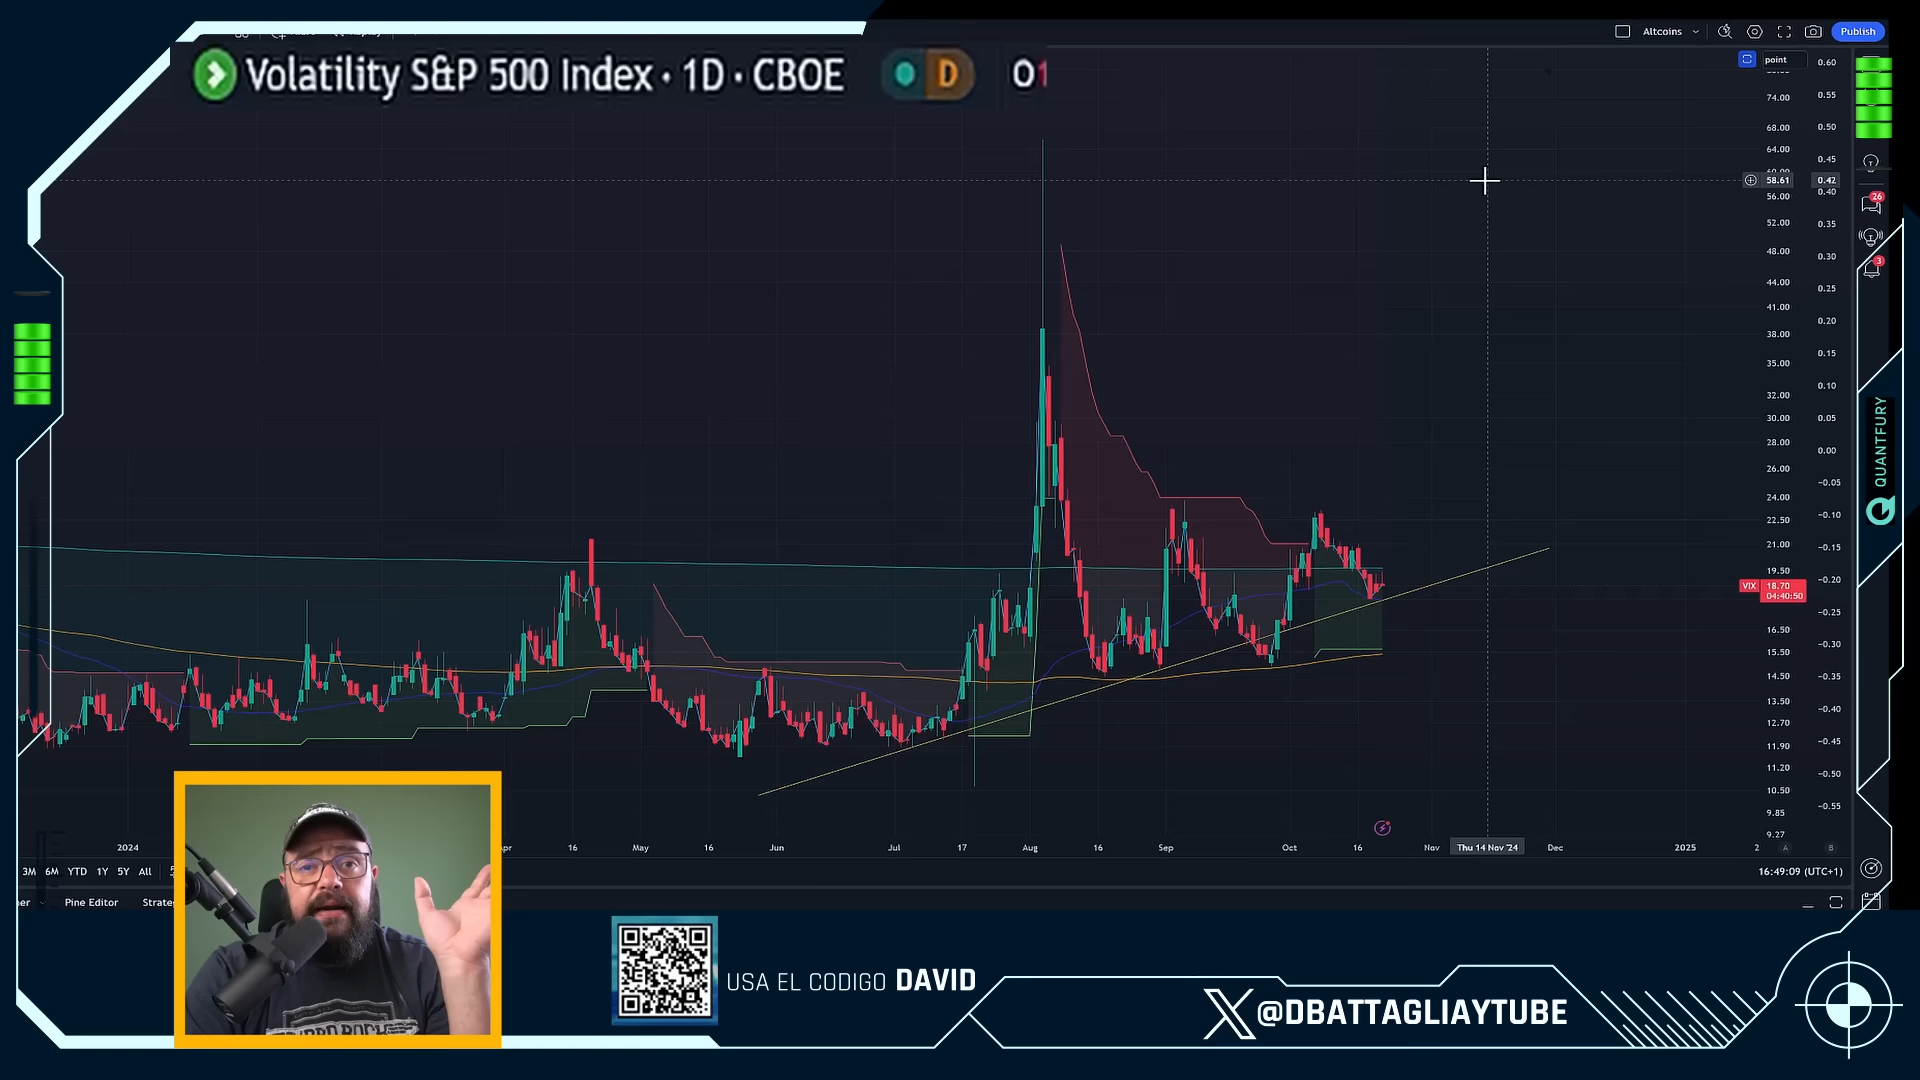 Altcoins
Publish
Volatility S&P 500 Index · 1D · CBOE
D
O1
point
0.60
0.55
74.00
0.50
68.00
64.00
0.45
26
58.61
0.42
0.40
56.00
52.00
0.35
48.00
0.30
3
44.00
0.25
41.00
0.20
38.00
35.00
0.15
0.10
32.00
30.00
0.05
28.00
0.00
26.00
−0.05
24.00
−0.10
22.50
21.00
−0.15
19.50
−0.20
VIX 18.70
04:40:50
−0.25
16.50
−0.30
15.50
14.50
−0.35
13.50
−0.40
12.70
11.90
−0.45
11.20
−0.50
10.50
−0.55
9.85
9.27
QUANTFURY
2024
16
May
16
Jun
Jul
17
Aug
16
Sep
Oct
16
Nov
Thu 14 Nov '24
Dec
2025
2
A
B
3M 6M YTD 1Y 5Y All
16:49:09 (UTC+1)
Pine Editor
USA EL CODIGO DAVID
X @DBATTAGLIAYTUBE